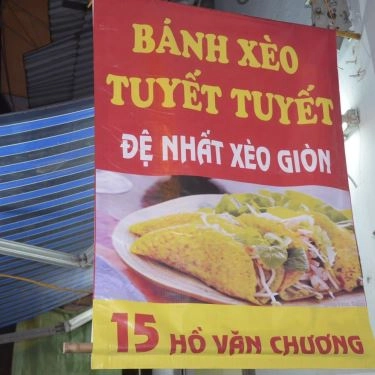 BÁNH XÈO
TUYẾT TUYẾT
ĐỆ NHẤT XÈO GIÒN
15 HỒ VĂN CHƯƠNG